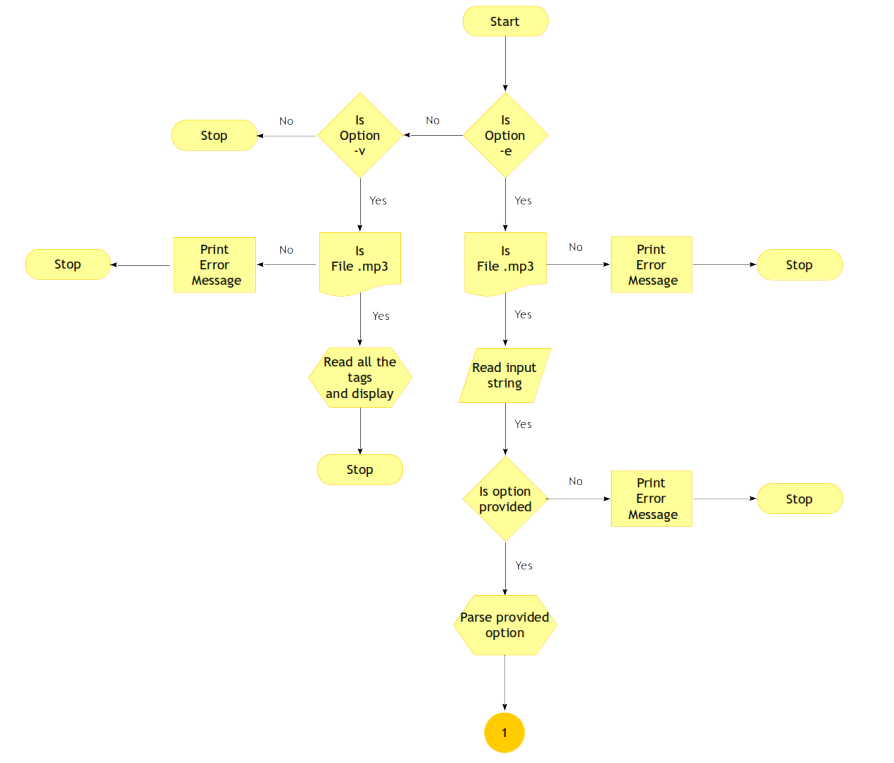 Start
Is
Option
-e
No
Is
Option
-v
No
Stop
Yes
Yes
Is
File .mp3
No
Print
Error
Message
Stop
Is
File .mp3
No
Print
Error
Message
Stop
Yes
Yes
Read all the
tags
and display
Read input
string
Yes
Stop
Is option
provided
No
Print
Error
Message
Stop
Yes
Parse provided
option
1